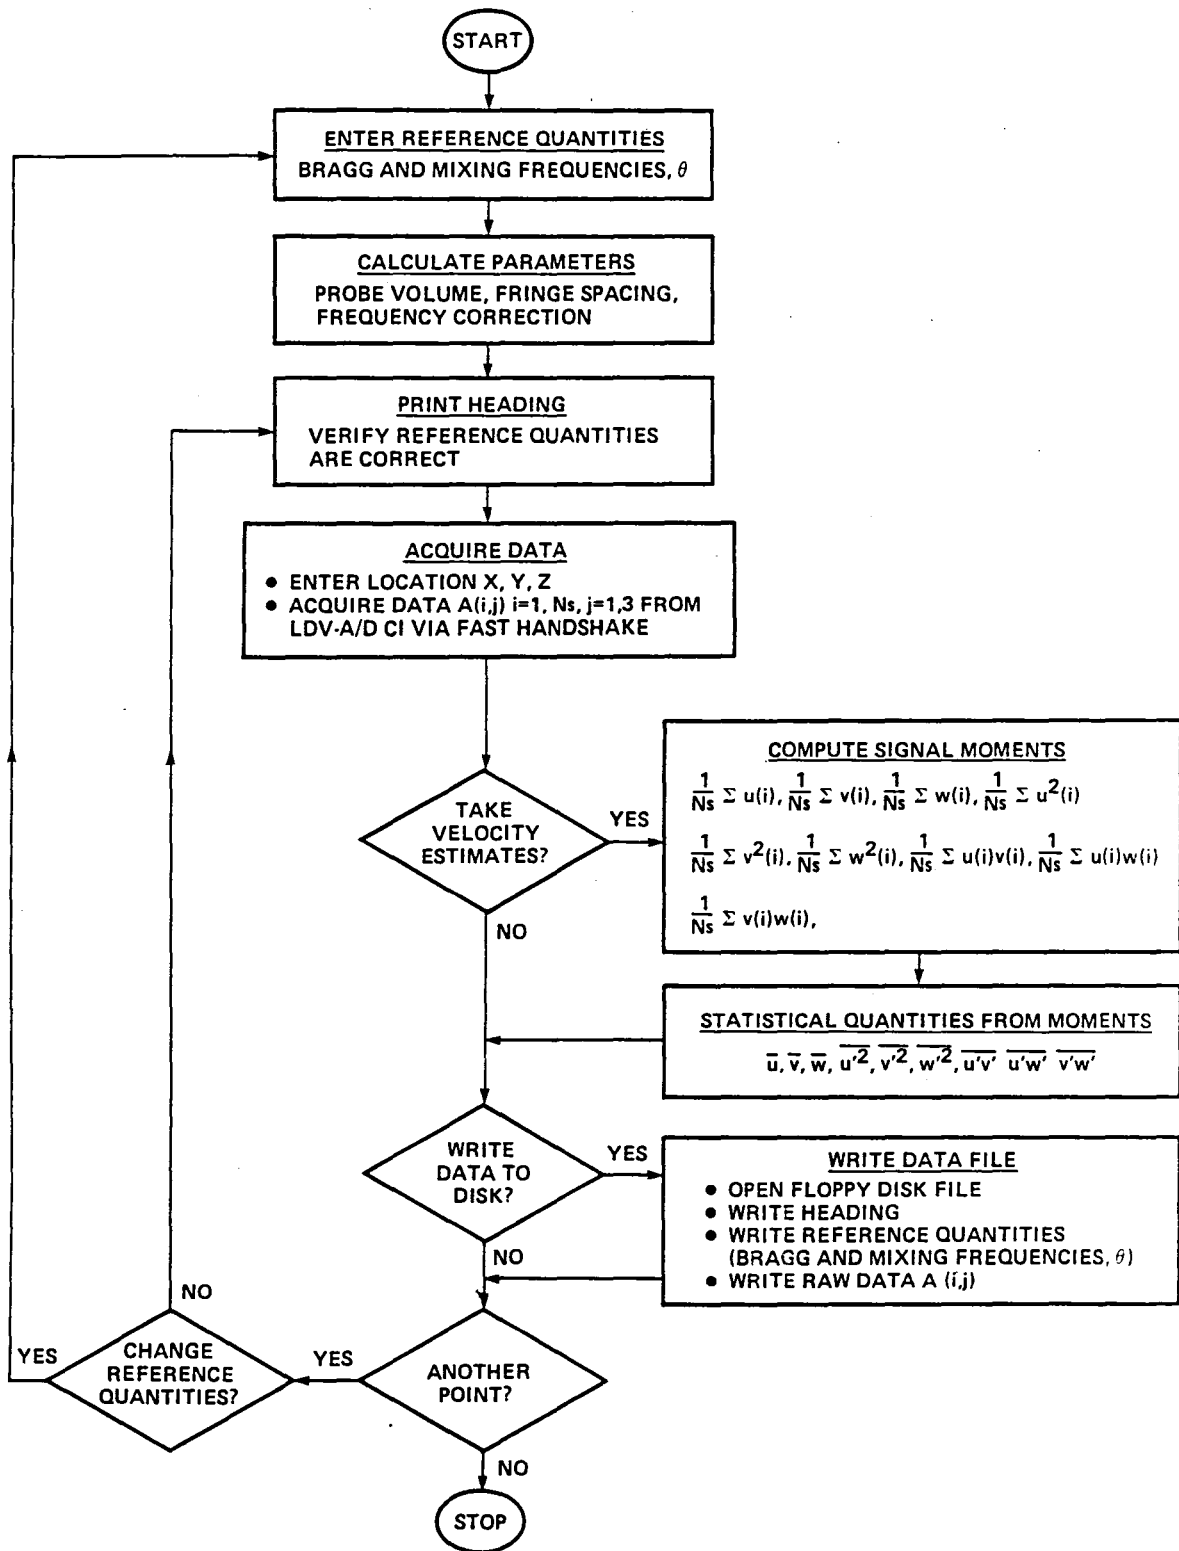 START
ENTER REFERENCE QUANTITIES
BRAGG AND MIXING FREQUENCIES, θ
CALCULATE PARAMETERS
PROBE VOLUME, FRINGE SPACING,
FREQUENCY CORRECTION
PRINT HEADING
VERIFY REFERENCE QUANTITIES
ARE CORRECT
ACQUIRE DATA
● ENTER LOCATION X, Y, Z
● ACQUIRE DATA A(i,j) i=1, Ns, j=1,3 FROM
LDV-A/D CI VIA FAST HANDSHAKE
TAKE
VELOCITY
ESTIMATES?
YES
NO
COMPUTE SIGNAL MOMENTS
1/Ns Σ u(i), 1/Ns Σ v(i), 1/Ns Σ w(i), 1/Ns Σ u²(i)
1/Ns Σ v²(i), 1/Ns Σ w²(i), 1/Ns Σ u(i)v(i), 1/Ns Σ u(i)w(i)
1/Ns Σ v(i)w(i),
STATISTICAL QUANTITIES FROM MOMENTS
u̅, v̅, w̅, u'²̅, v'²̅, w'²̅, u'v'̅ u'w'̅ v'w'̅
WRITE
DATA TO
DISK?
YES
NO
WRITE DATA FILE
● OPEN FLOPPY DISK FILE
● WRITE HEADING
● WRITE REFERENCE QUANTITIES
(BRAGG AND MIXING FREQUENCIES, θ)
● WRITE RAW DATA A (i,j)
ANOTHER
POINT?
YES
NO
CHANGE
REFERENCE
QUANTITIES?
YES
NO
STOP